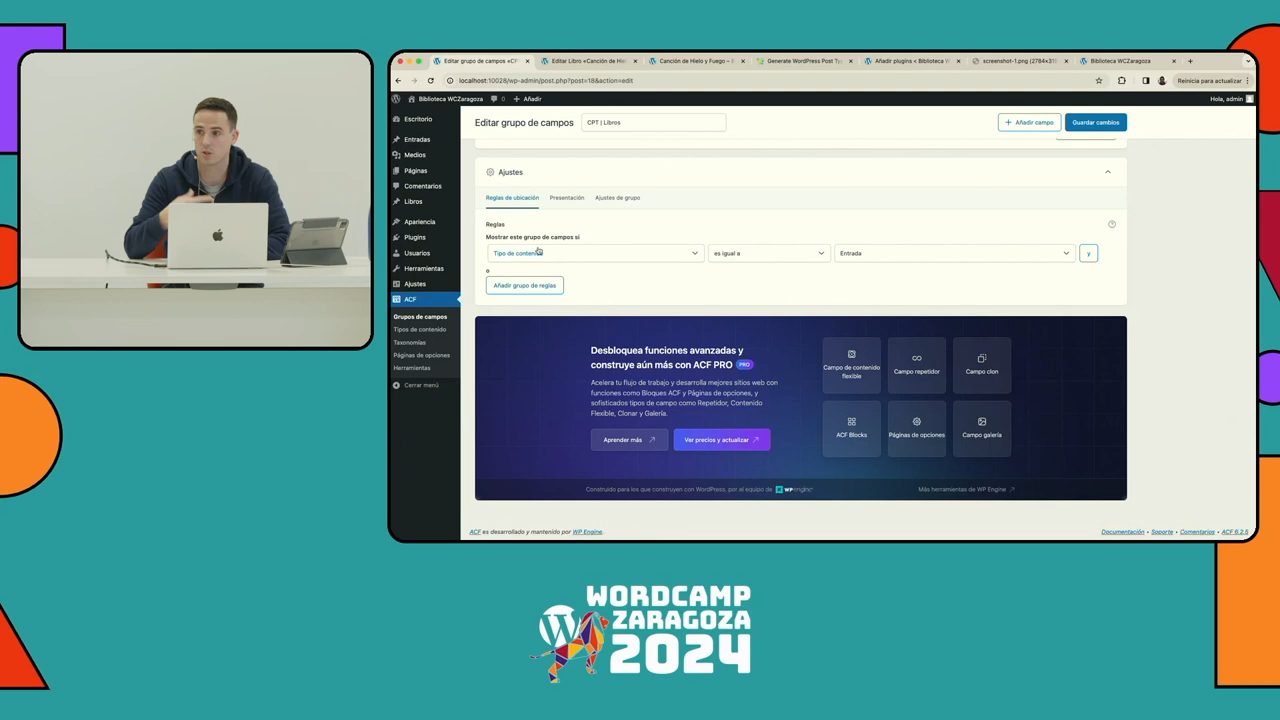 Editar grupo de campos «CP
Editar Libro «Canción de Hie
Canción de Hielo y Fuego – B
Generate WordPress Post Typ
Añadir plugins ‹ Biblioteca W
screenshot-1.png (2784×318
Biblioteca WCZaragoza
localhost:10028/wp-admin/post.php?post=18&action=edit
Reinicia para actualizar
Biblioteca WCZaragoza
0
Añadir
Hola, admin
Escritorio
Entradas
Medios
Páginas
Comentarios
Libros
Apariencia
Plugins
Usuarios
Herramientas
Ajustes
ACF
Grupos de campos
Tipos de contenido
Taxonomías
Páginas de opciones
Herramientas
Cerrar menú
Editar grupo de campos
CPT | Libros
+ Añadir campo
Guardar cambios
Ajustes
Reglas de ubicación
Presentación
Ajustes de grupo
Reglas
Mostrar este grupo de campos si
Tipo de contenido
es igual a
Entrada
y
o
Añadir grupo de reglas
Desbloquea funciones avanzadas y
construye aún más con ACF PRO PRO
Acelera tu flujo de trabajo y desarrolla mejores sitios web con
funciones como Bloques ACF y Páginas de opciones, y
sofisticados tipos de campo como Repetidor, Contenido
Flexible, Clonar y Galería.
Aprender más
Ver precios y actualizar
Campo de contenido
flexible
Campo repetidor
Campo clon
ACF Blocks
Páginas de opciones
Campo galería
Construido para los que construyen con WordPress, por el equipo de WPengine
Más herramientas de WP Engine
ACF es desarrollado y mantenido por WP Engine.
Documentación · Soporte · Comentarios · ACF 6.2.5
WORDCAMP
ZARAGOZA
2024